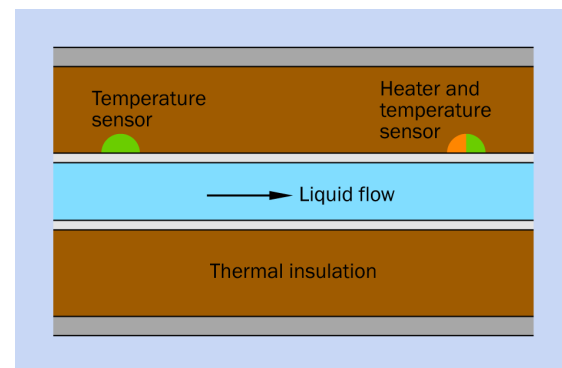 Temperature
sensor
Heater and
temperature
sensor
Liquid flow
Thermal insulation